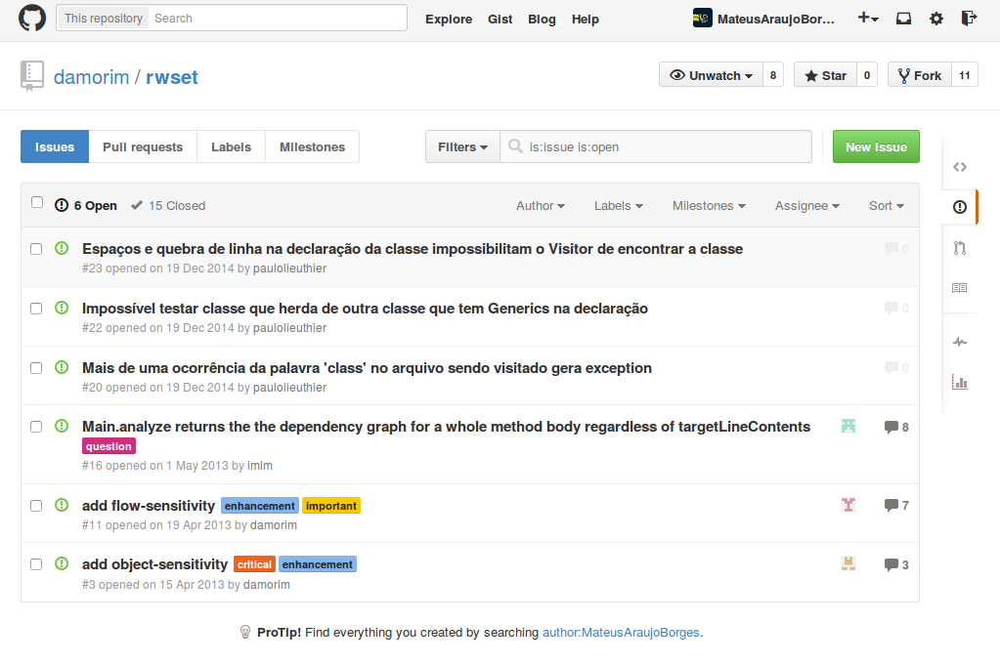 This repository Search Explore Gist Blog Help MateusAraujoBor...
damorim / rwset Unwatch 8 Star 0 Fork 11
Issues Pull requests Labels Milestones Filters is:issue is:open New Issue
6 Open 15 Closed Author Labels Milestones Assignee Sort
Espaços e quebra de linha na declaração da classe impossibilitam o Visitor de encontrar a classe 0
#23 opened on 19 Dec 2014 by paulolieuthier
Impossível testar classe que herda de outra classe que tem Generics na declaração 0
#22 opened on 19 Dec 2014 by paulolieuthier
Mais de uma ocorrência da palavra 'class' no arquivo sendo visitado gera exception 0
#20 opened on 19 Dec 2014 by paulolieuthier
Main.analyze returns the the dependency graph for a whole method body regardless of targetLineContents 8
question
#16 opened on 1 May 2013 by imlm
add flow-sensitivity enhancement important 7
#11 opened on 19 Apr 2013 by damorim
add object-sensitivity critical enhancement 3
#3 opened on 15 Apr 2013 by damorim
ProTip! Find everything you created by searching author:MateusAraujoBorges.